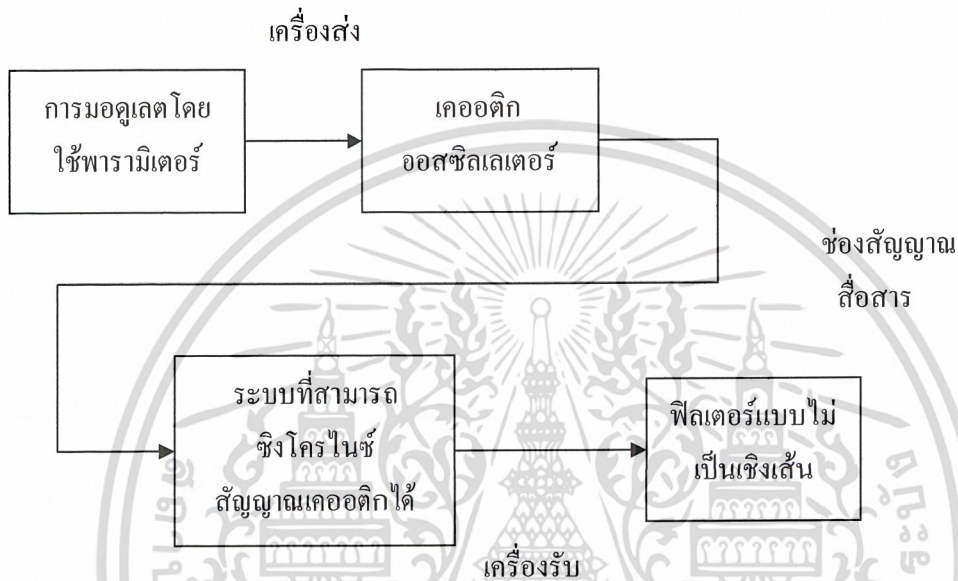 เครื่องส่ง
การมอดูเลตโดย
ใช้พารามิเตอร์
เคออติก
ออสซิลเลเตอร์
ช่องสัญญาณ
สื่อสาร
ระบบที่สามารถ
ซิงโครไนซ์
สัญญาณเคออติกได้
ฟิลเตอร์แบบไม่
เป็นเชิงเส้น
เครื่องรับ